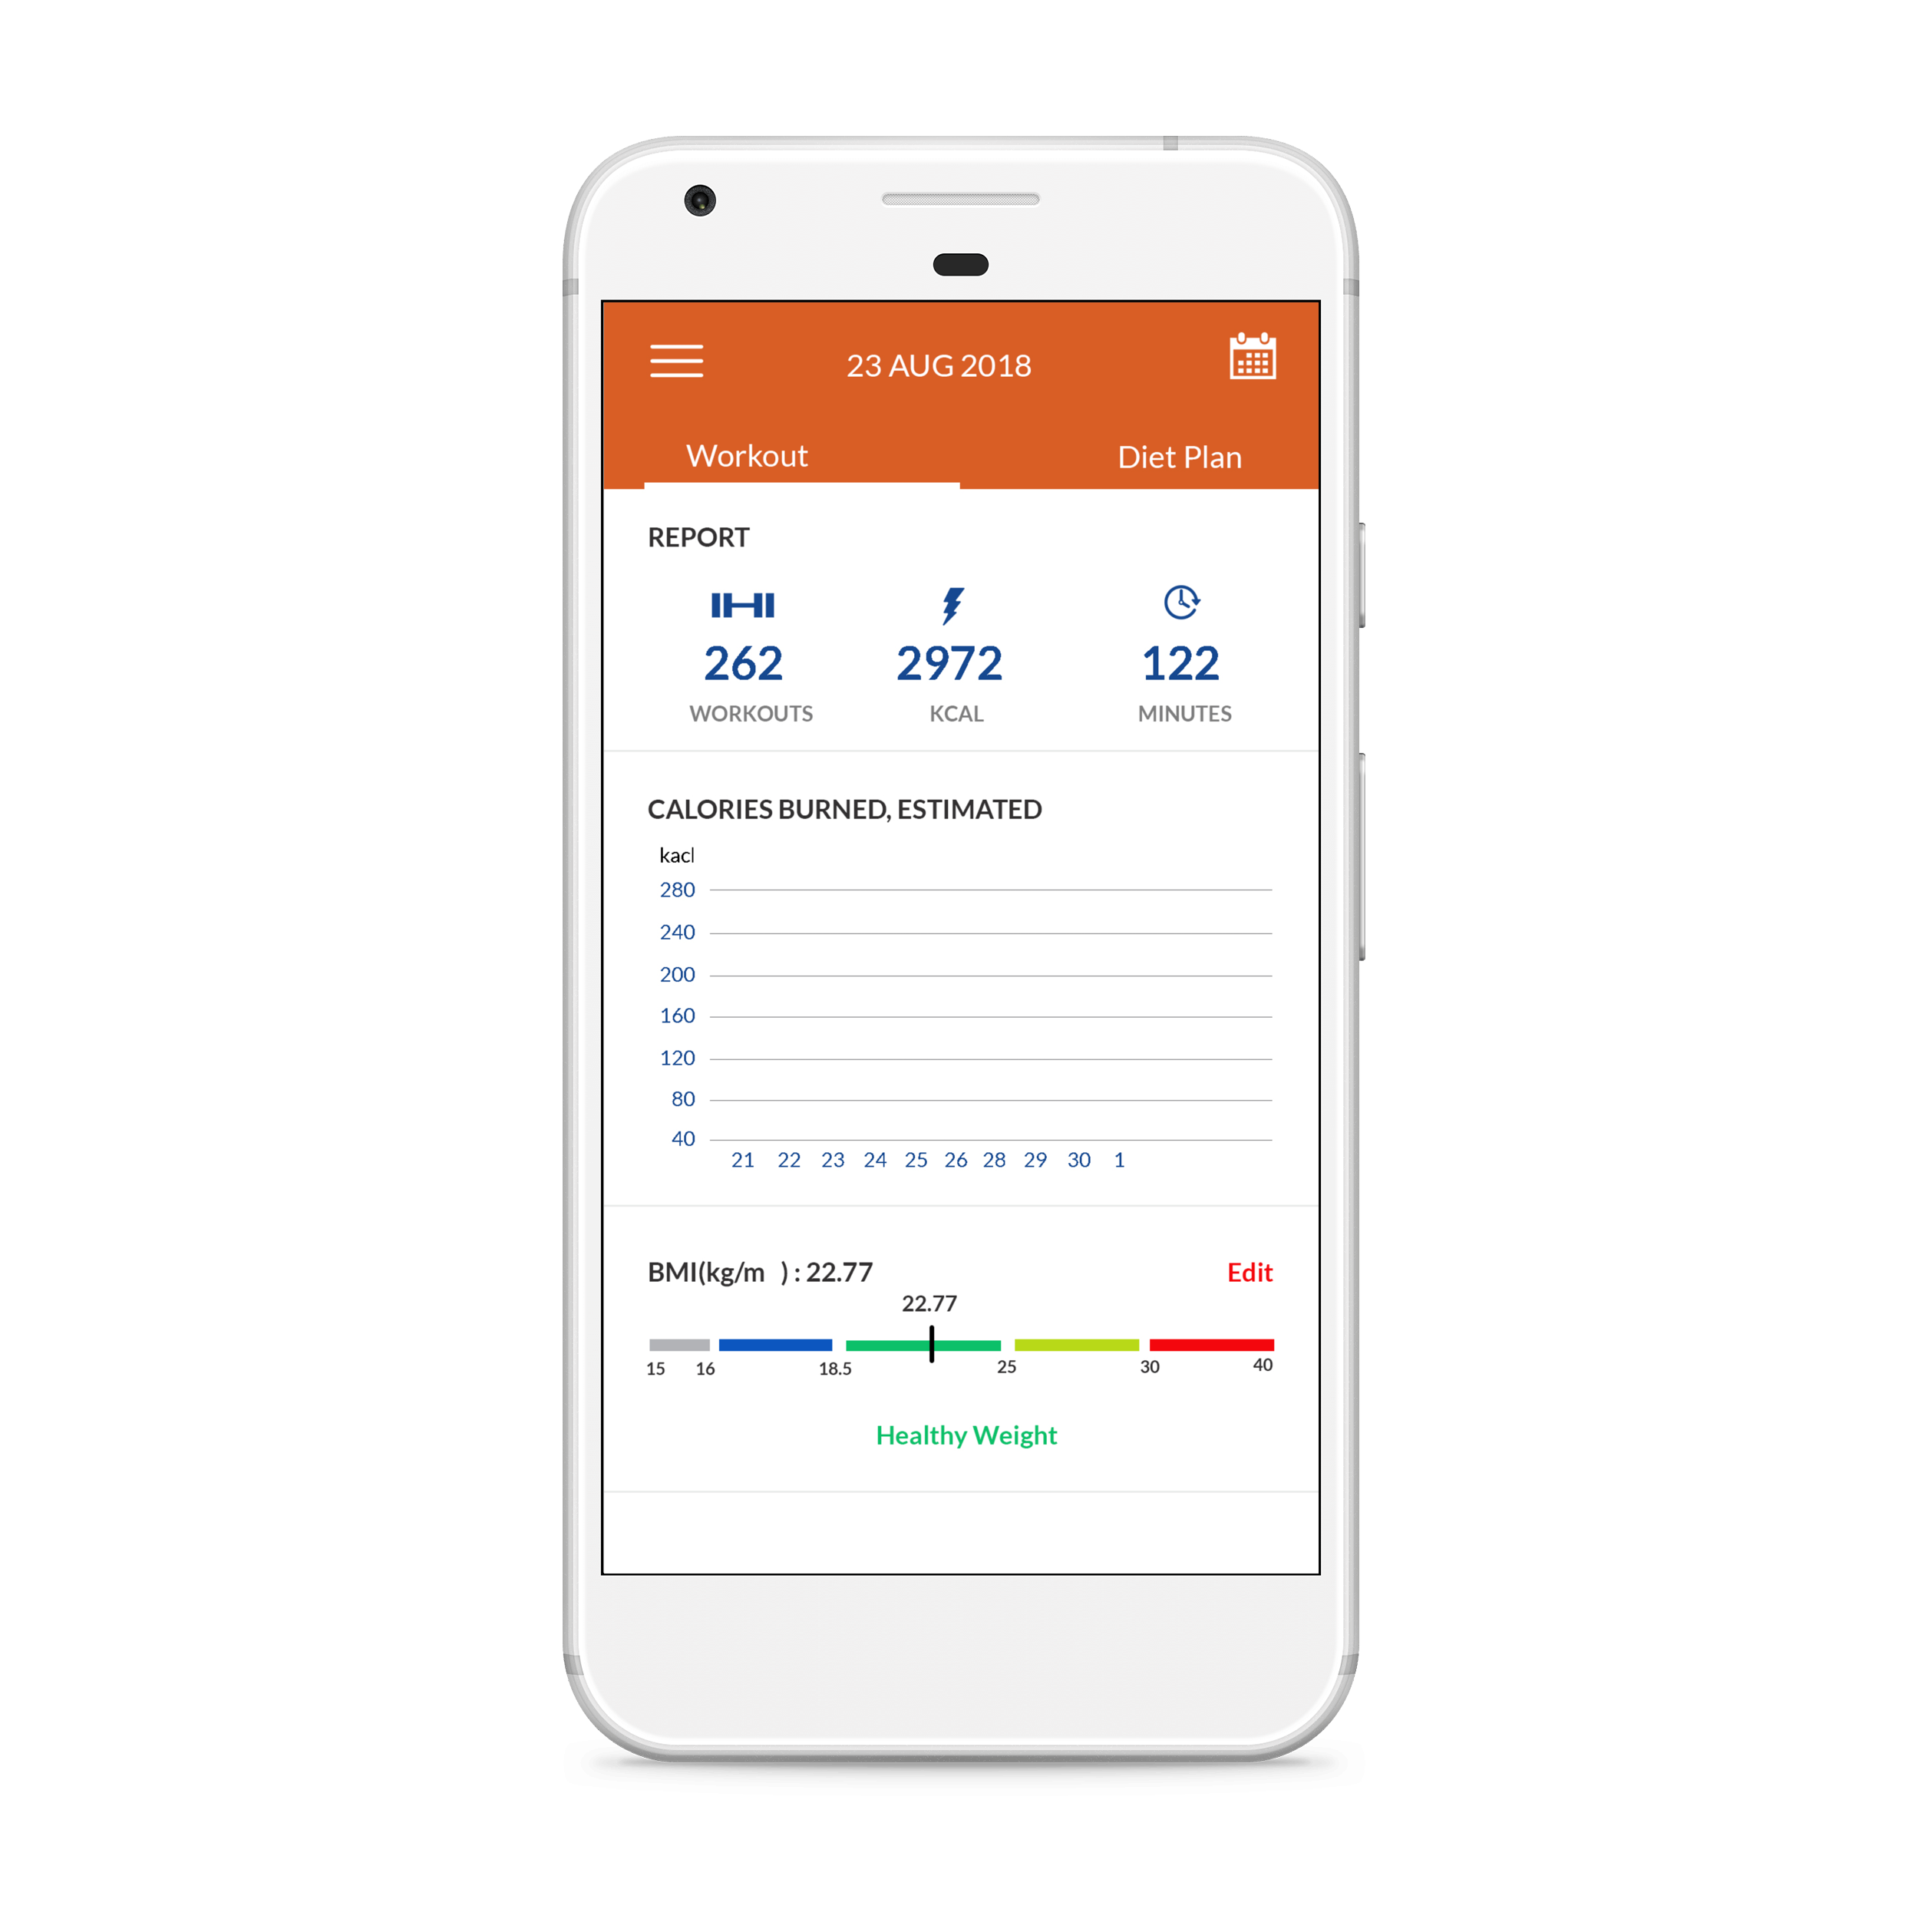 23 AUG 2018
Workout Diet Plan
REPORT
262 2972 122
WORKOUTS KCAL MINUTES
CALORIES BURNED, ESTIMATED
kacl
280
240
200
160
120
80
40
21 22 23 24 25 26 28 29 30 1
BMI(kg/m ) : 22.77 Edit
22.77
15 16 18.5 25 30 40
Healthy Weight